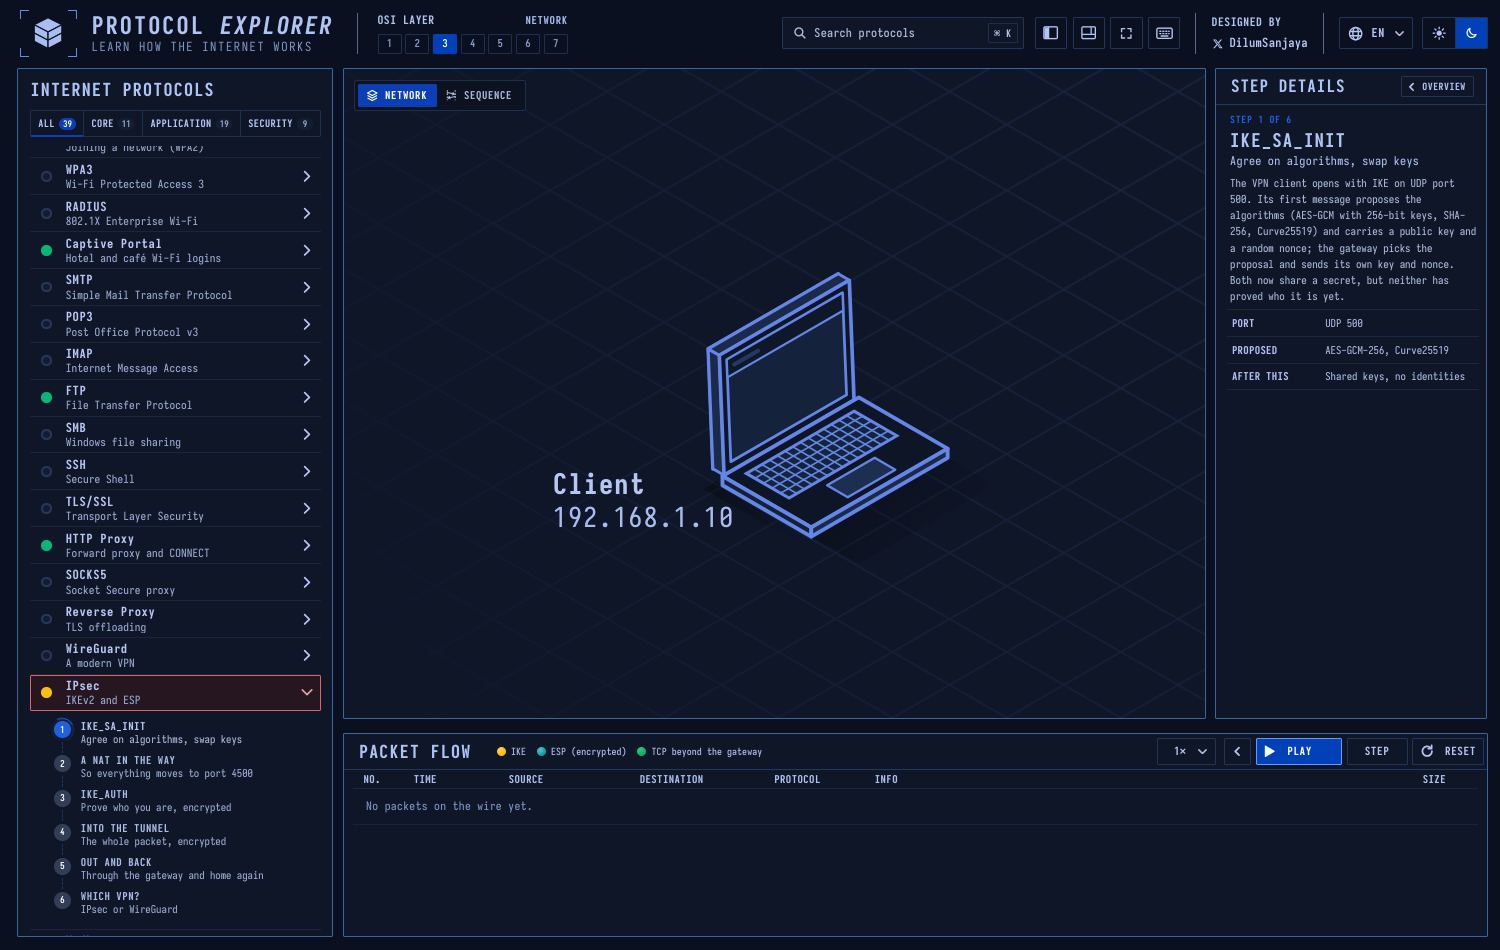 PROTOCOL EXPLORER
LEARN HOW THE INTERNET WORKS
OSI LAYER NETWORK
1 2 3 4 5 6 7
Search protocols ⌘ K
DESIGNED BY
DilumSanjaya
EN
INTERNET PROTOCOLS
ALL 39 CORE 11 APPLICATION 19 SECURITY 9
Joining a network (WPA2)
WPA3
Wi-Fi Protected Access 3
RADIUS
802.1X Enterprise Wi-Fi
Captive Portal
Hotel and café Wi-Fi logins
SMTP
Simple Mail Transfer Protocol
POP3
Post Office Protocol v3
IMAP
Internet Message Access
FTP
File Transfer Protocol
SMB
Windows file sharing
SSH
Secure Shell
TLS/SSL
Transport Layer Security
HTTP Proxy
Forward proxy and CONNECT
SOCKS5
Socket Secure proxy
Reverse Proxy
TLS offloading
WireGuard
A modern VPN
IPsec
IKEv2 and ESP
1 IKE_SA_INIT
Agree on algorithms, swap keys
2 A NAT IN THE WAY
So everything moves to port 4500
3 IKE_AUTH
Prove who you are, encrypted
4 INTO THE TUNNEL
The whole packet, encrypted
5 OUT AND BACK
Through the gateway and home again
6 WHICH VPN?
IPsec or WireGuard
NETWORK SEQUENCE
Client
192.168.1.10
STEP DETAILS OVERVIEW
STEP 1 OF 6
IKE_SA_INIT
Agree on algorithms, swap keys
The VPN client opens with IKE on UDP port
500. Its first message proposes the
algorithms (AES-GCM with 256-bit keys, SHA-
256, Curve25519) and carries a public key and
a random nonce; the gateway picks the
proposal and sends its own key and nonce.
Both now share a secret, but neither has
proved who it is yet.
PORT UDP 500
PROPOSED AES-GCM-256, Curve25519
AFTER THIS Shared keys, no identities
PACKET FLOW IKE ESP (encrypted) TCP beyond the gateway 1× PLAY STEP RESET
NO. TIME SOURCE DESTINATION PROTOCOL INFO SIZE
No packets on the wire yet.